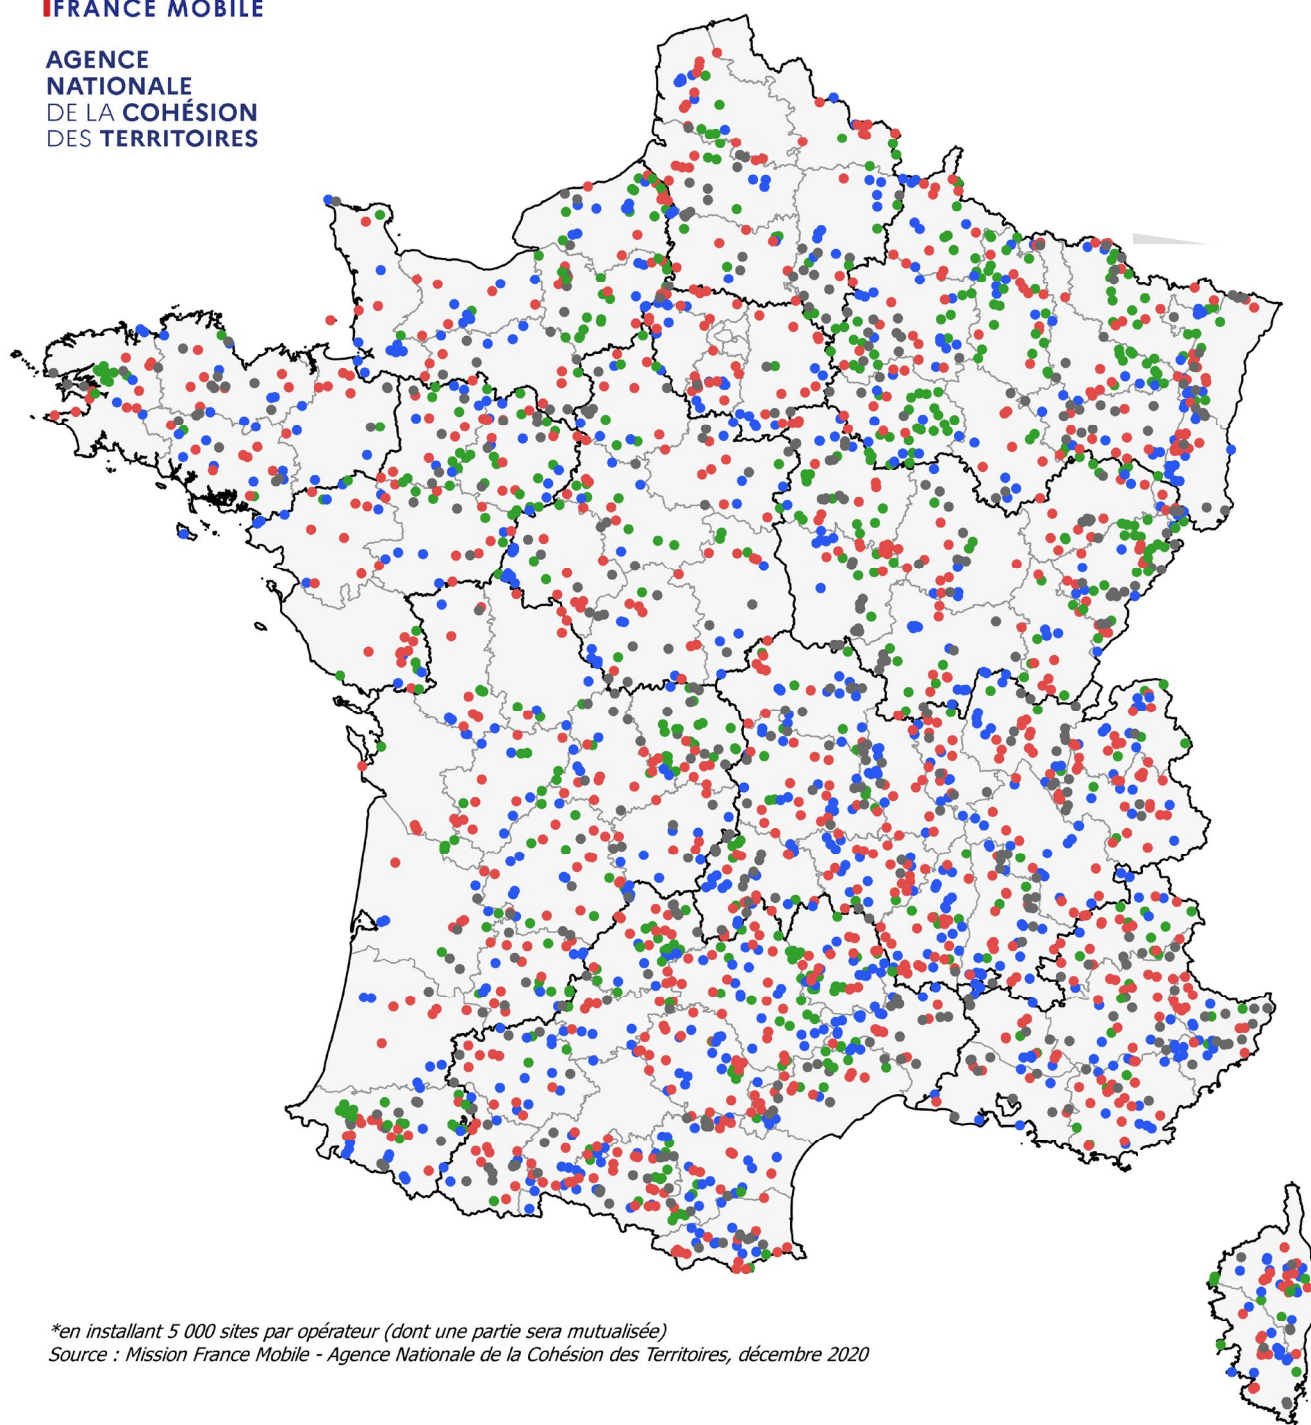 FRANCE MOBILE
AGENCE
NATIONALE
DE LA COHÉSION
DES TERRITOIRES
*en installant 5 000 sites par opérateur (dont une partie sera mutualisée)
Source : Mission France Mobile - Agence Nationale de la Cohésion des Territoires, décembre 2020